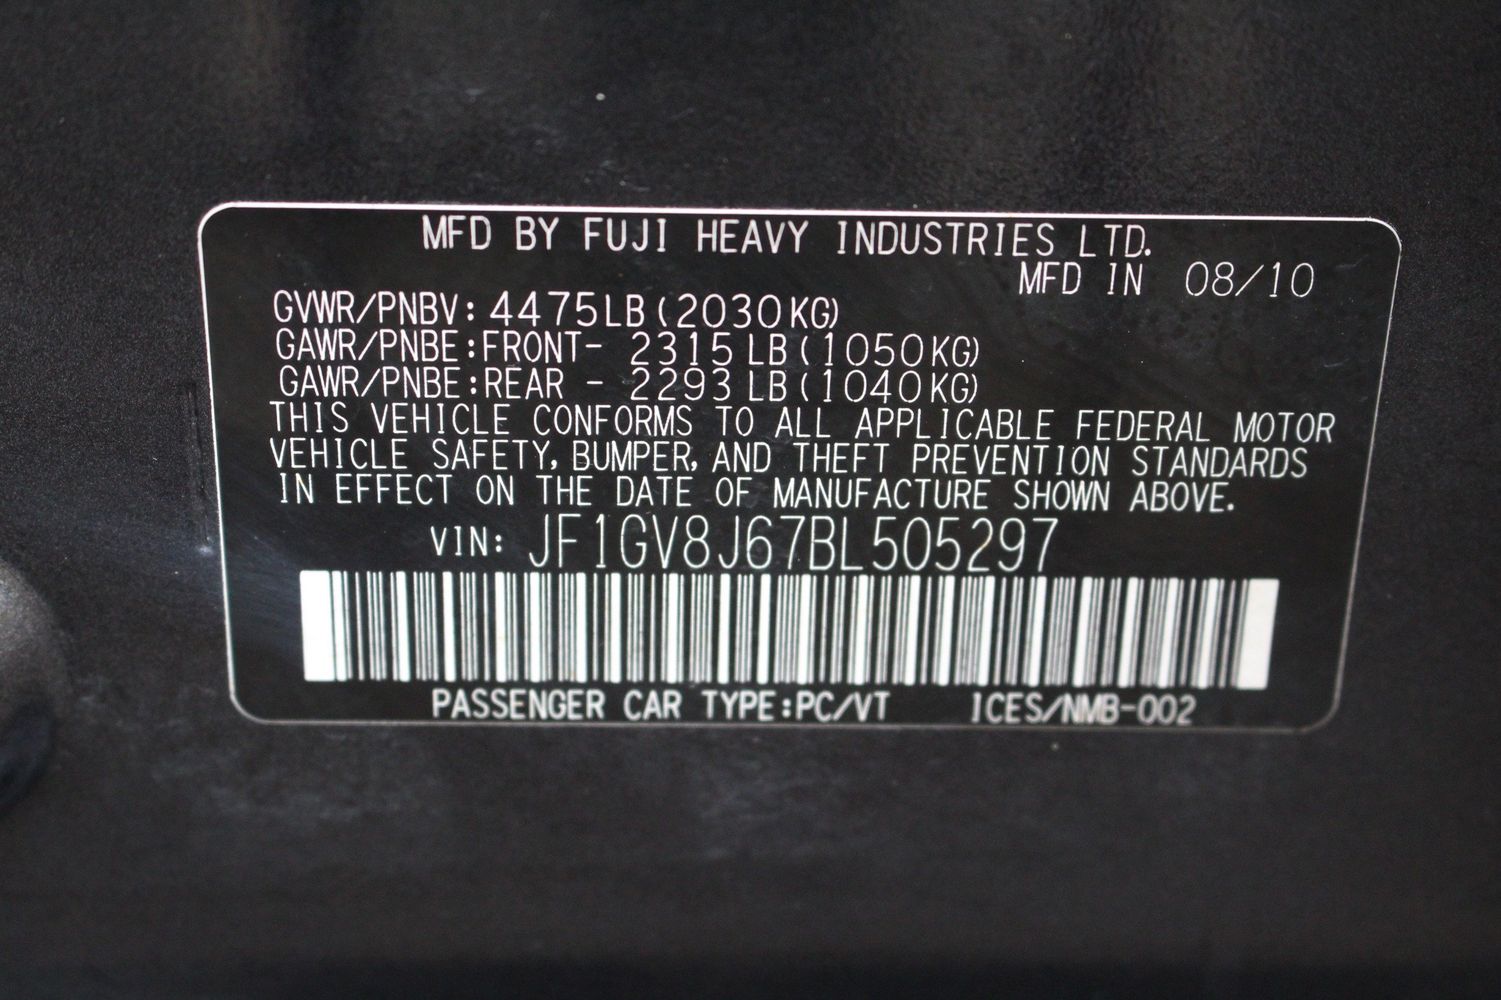 MFD BY FUJI HEAVY INDUSTRIES LTD.
MFD IN 08/10
GVWR/PNBV: 4475LB(2030KG)
GAWR/PNBE:FRONT- 2315LB(1050KG)
GAWR/PNBE:REAR - 2293LB(1040KG)
THIS VEHICLE CONFORMS TO ALL APPLICABLE FEDERAL MOTOR
VEHICLE SAFETY, BUMPER, AND THEFT PREVENTION STANDARDS
IN EFFECT ON THE DATE OF MANUFACTURE SHOWN ABOVE.
VIN: JF1GV8J67BL505297
PASSENGER CAR TYPE:PC/VT ICES/NMB-002